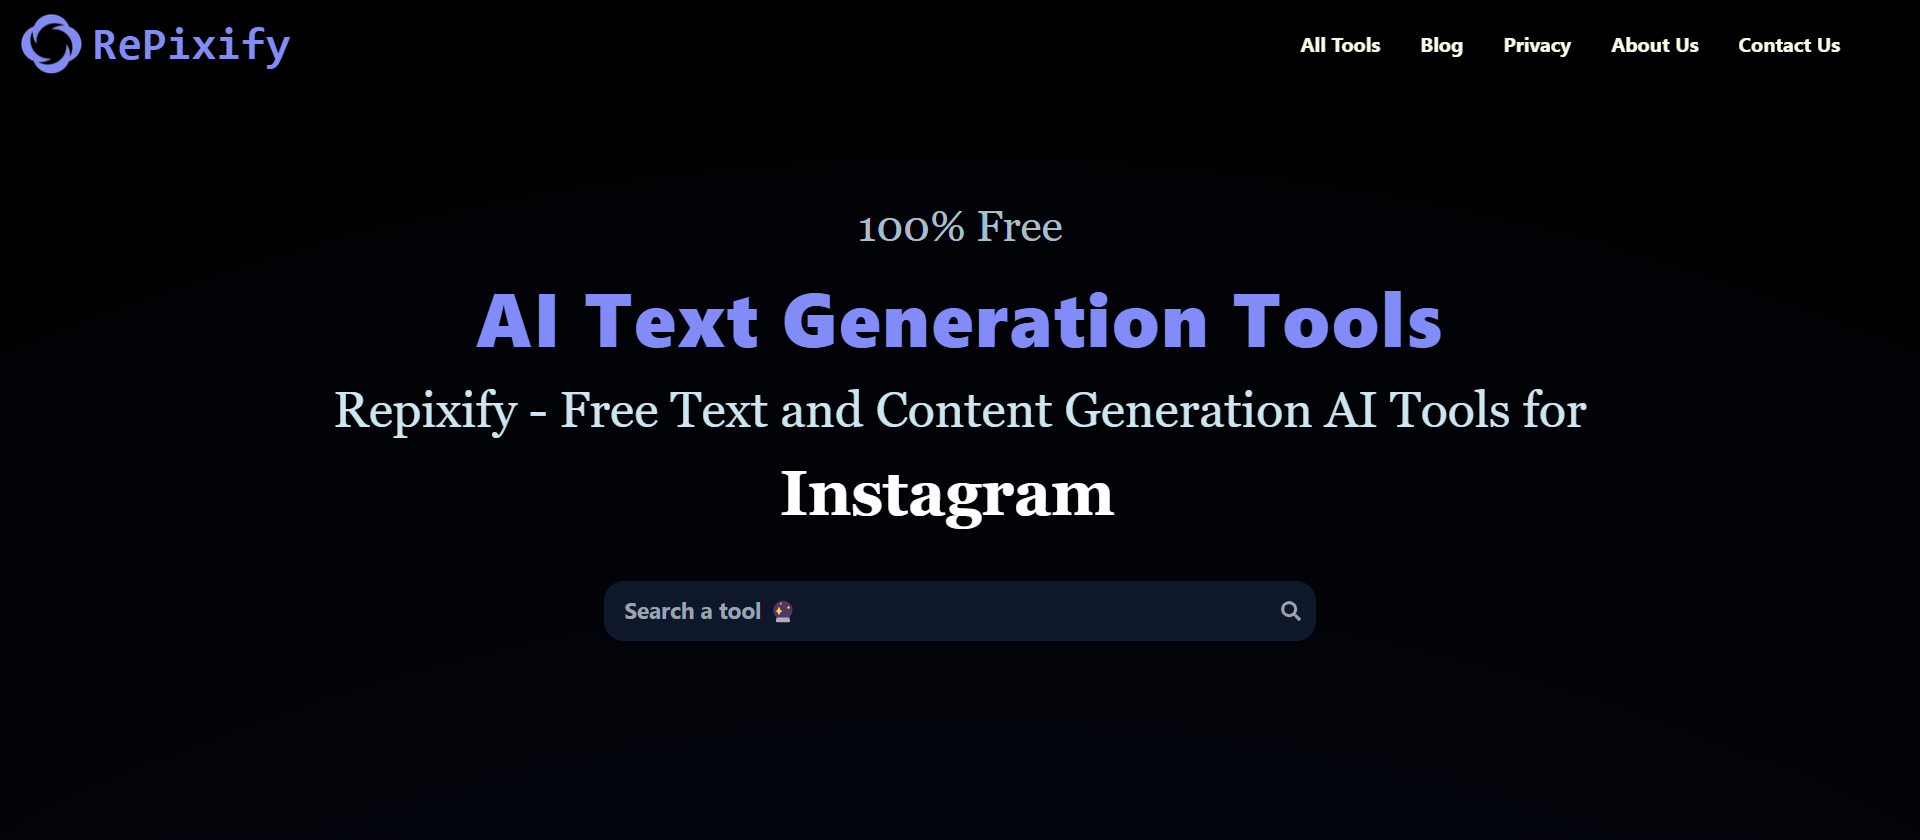 RePixify
All Tools Blog Privacy About Us Contact Us
100% Free
AI Text Generation Tools
Repixify - Free Text and Content Generation AI Tools for
Instagram
Search a tool 🔮